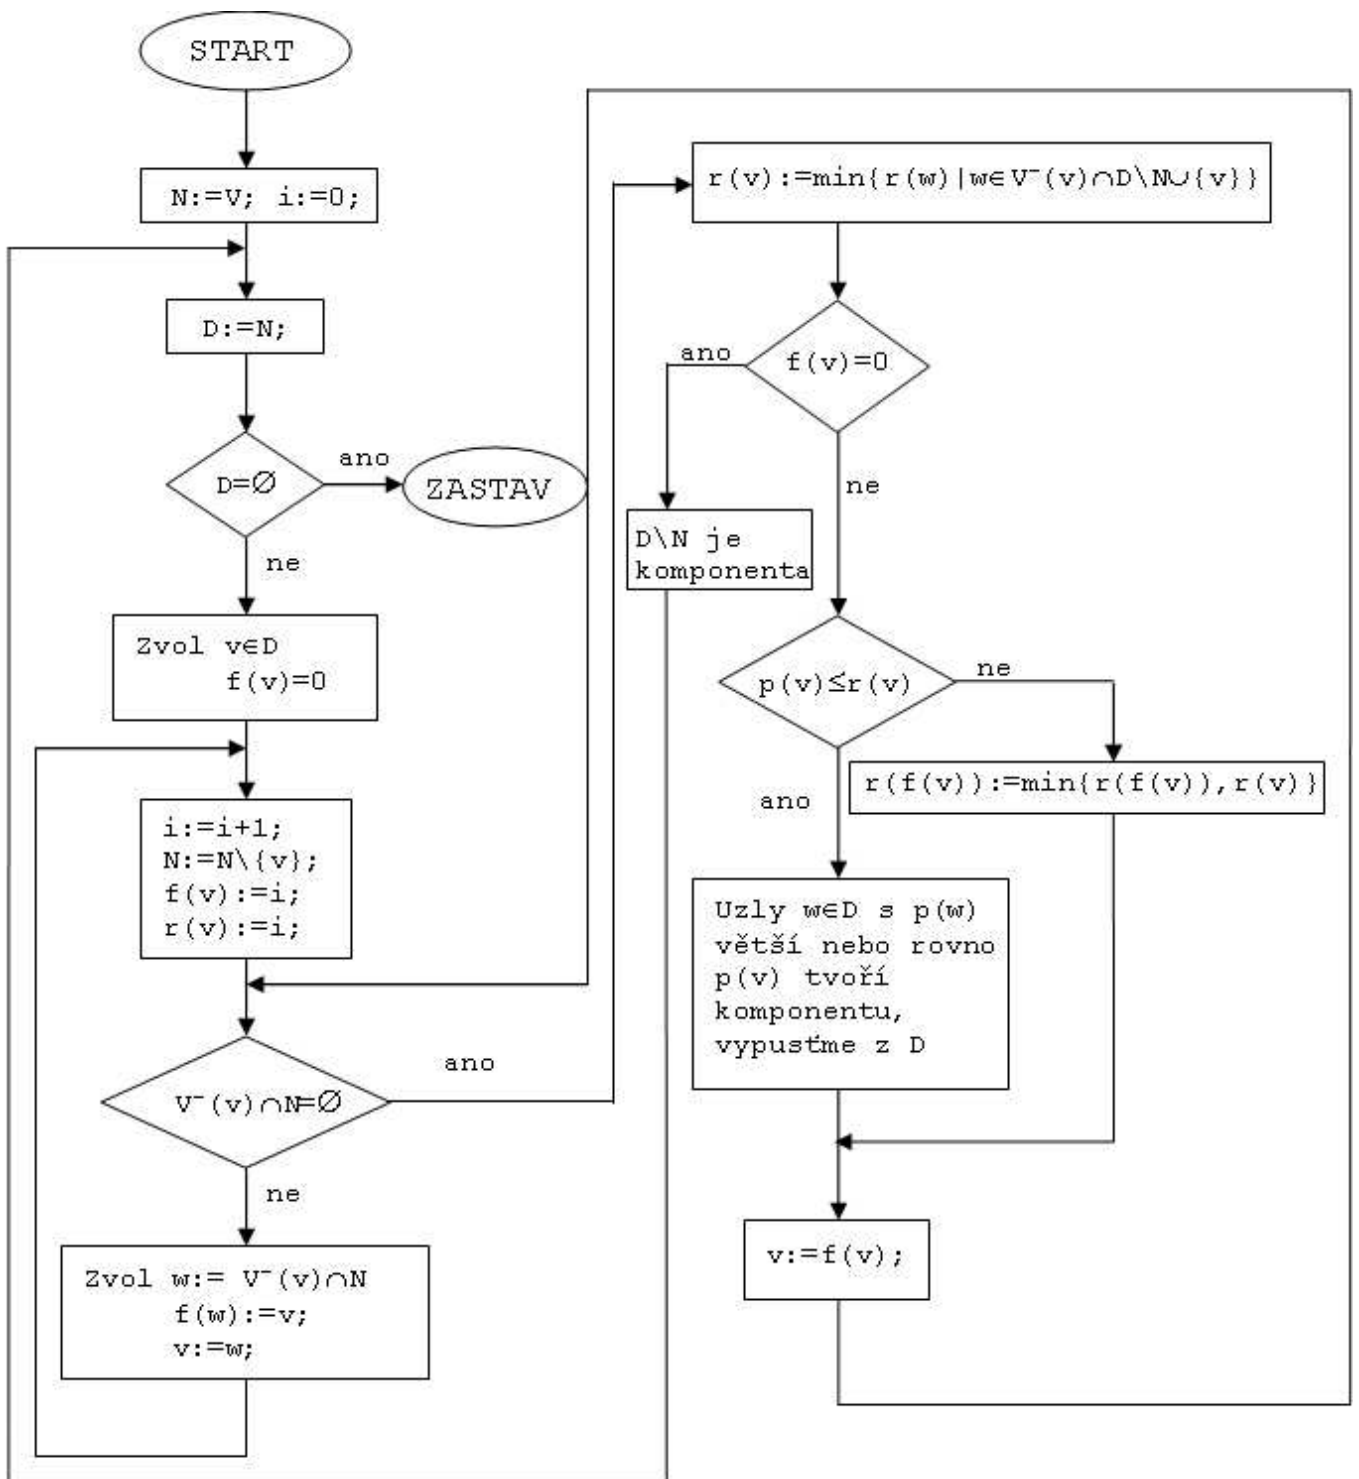 START
N:=V; i:=0;
D:=N;
D=∅
ano
ZASTAV
ne
Zvol v∈D
f(v)=0
i:=i+1;
N:=N\{v};
f(v):=i;
r(v):=i;
V⁻(v)∩N=∅
ano
ne
Zvol w:= V⁻(v)∩N
f(w):=v;
v:=w;
r(v):=min{r(w)|w∈V⁻(v)∩D\N∪{v}}
f(v)=0
ano
ne
D\N je
komponenta
p(v)≤r(v)
ne
r(f(v)):=min{r(f(v)),r(v)}
ano
Uzly w∈D s p(w)
větší nebo rovno
p(v) tvoří
komponentu,
vypusťme z D
v:=f(v);